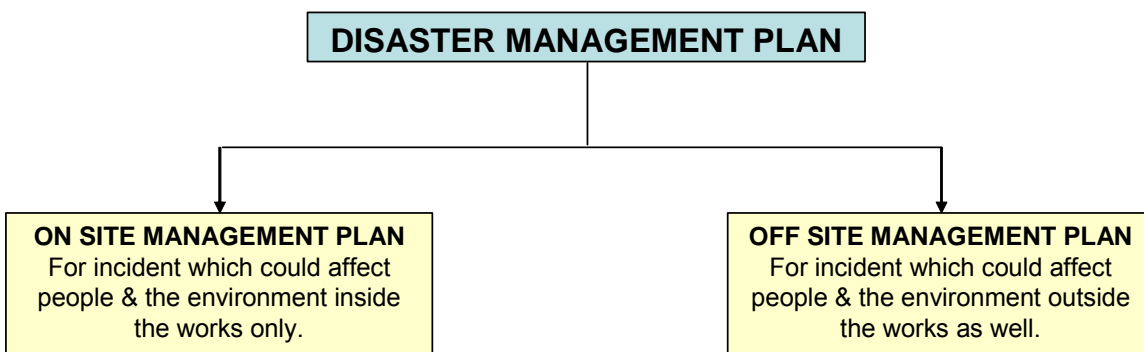 DISASTER MANAGEMENT PLAN
ON SITE MANAGEMENT PLAN
For incident which could affect
people & the environment inside
the works only.
OFF SITE MANAGEMENT PLAN
For incident which could affect
people & the environment outside
the works as well.